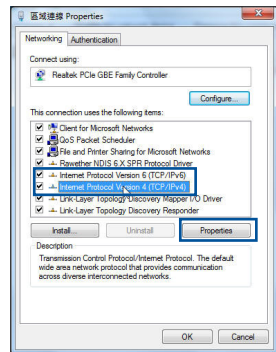 區域連線 Properties
Networking Authentication
Connect using:
Realtek PCIe GBE Family Controller
Configure...
This connection uses the following items:
Client for Microsoft Networks
QoS Packet Scheduler
File and Printer Sharing for Microsoft Networks
Rawether NDIS 6.X SPR Protocol Driver
Internet Protocol Version 6 (TCP/IPv6)
Internet Protocol Version 4 (TCP/IPv4)
Link-Layer Topology Discovery Mapper I/O Driver
Link-Layer Topology Discovery Responder
Install... Uninstall Properties
Description
Transmission Control Protocol/Internet Protocol. The default
wide area network protocol that provides communication
across diverse interconnected networks.
OK Cancel